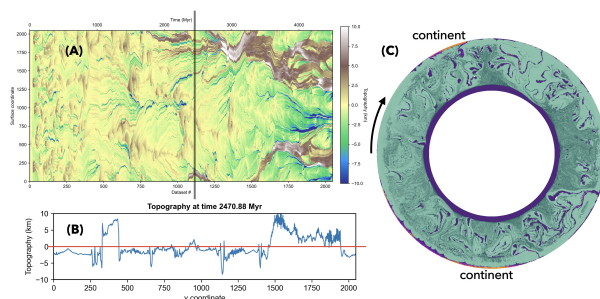 Time (Myr)
0 1000 2000 3000 4000
(A)
Surface coordinate
2000
1750
1500
1250
1000
750
500
250
0
0 250 500 750 1000 1250 1500 1750 2000
Dataset #
10.0
7.5
5.0
2.5
0.0
−2.5
−5.0
−7.5
−10.0
Topography (km)
Topography at time 2470.88 Myr
(B)
Topography (km)
10
5
0
−5
−10
0 250 500 750 1000 1250 1500 1750 2000
y coordinate
(C)
continent
continent